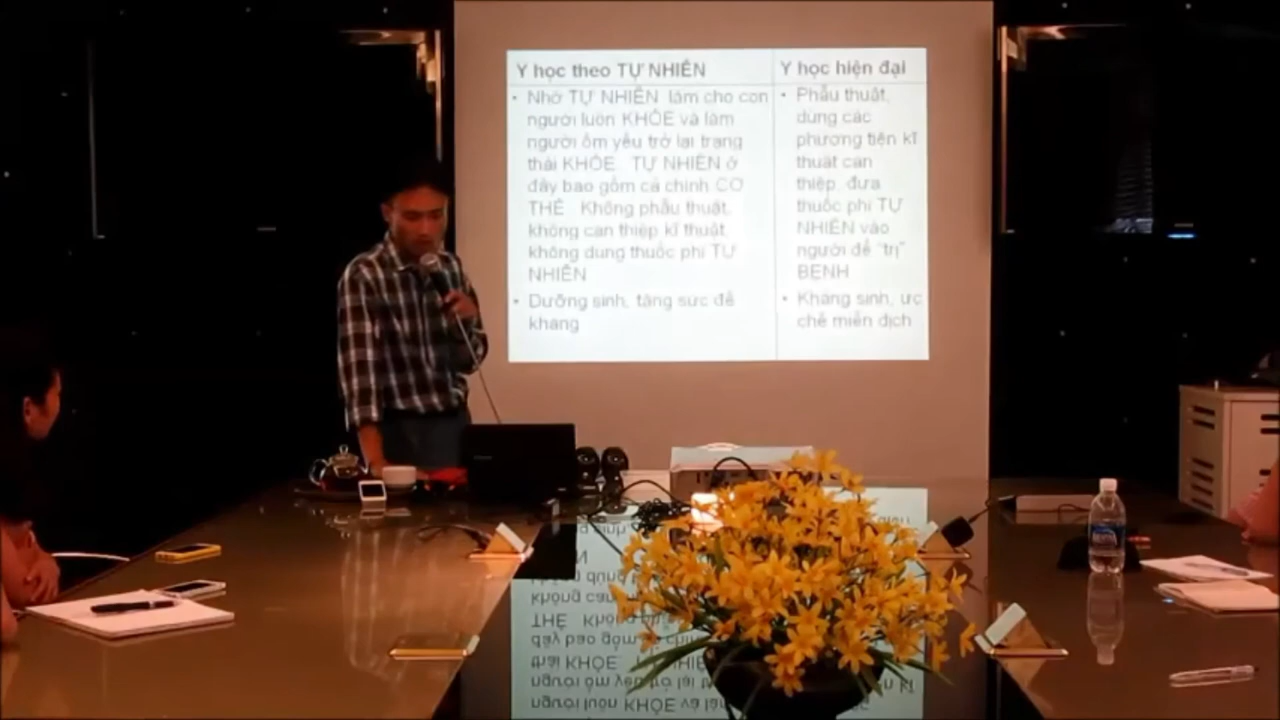 Y học theo TỰ NHIÊN
• Nhờ TỰ NHIÊN làm cho con
người luôn KHỎE và làm
người ốm yếu trở lại trạng
thái KHỎE. TỰ NHIÊN ở
đây bao gồm cả chính CƠ
THỂ. Không phẫu thuật,
không can thiệp kĩ thuật,
không dùng thuốc phi TỰ
NHIÊN
• Dưỡng sinh, tăng sức đề
kháng
Y học hiện đại
• Phẫu thuật,
dùng các
phương tiện kĩ
thuật can
thiệp, đưa
thuốc phi TỰ
NHIÊN vào
người để "trị"
BỆNH
• Kháng sinh, ức
chế miễn dịch